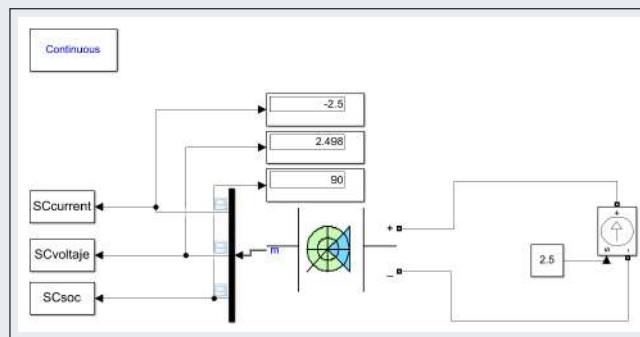 Continuous
-2.5
2.498
90
SCcurrent
SCvoltaje
SCsoc
m
+
_
2.5
+
s
-